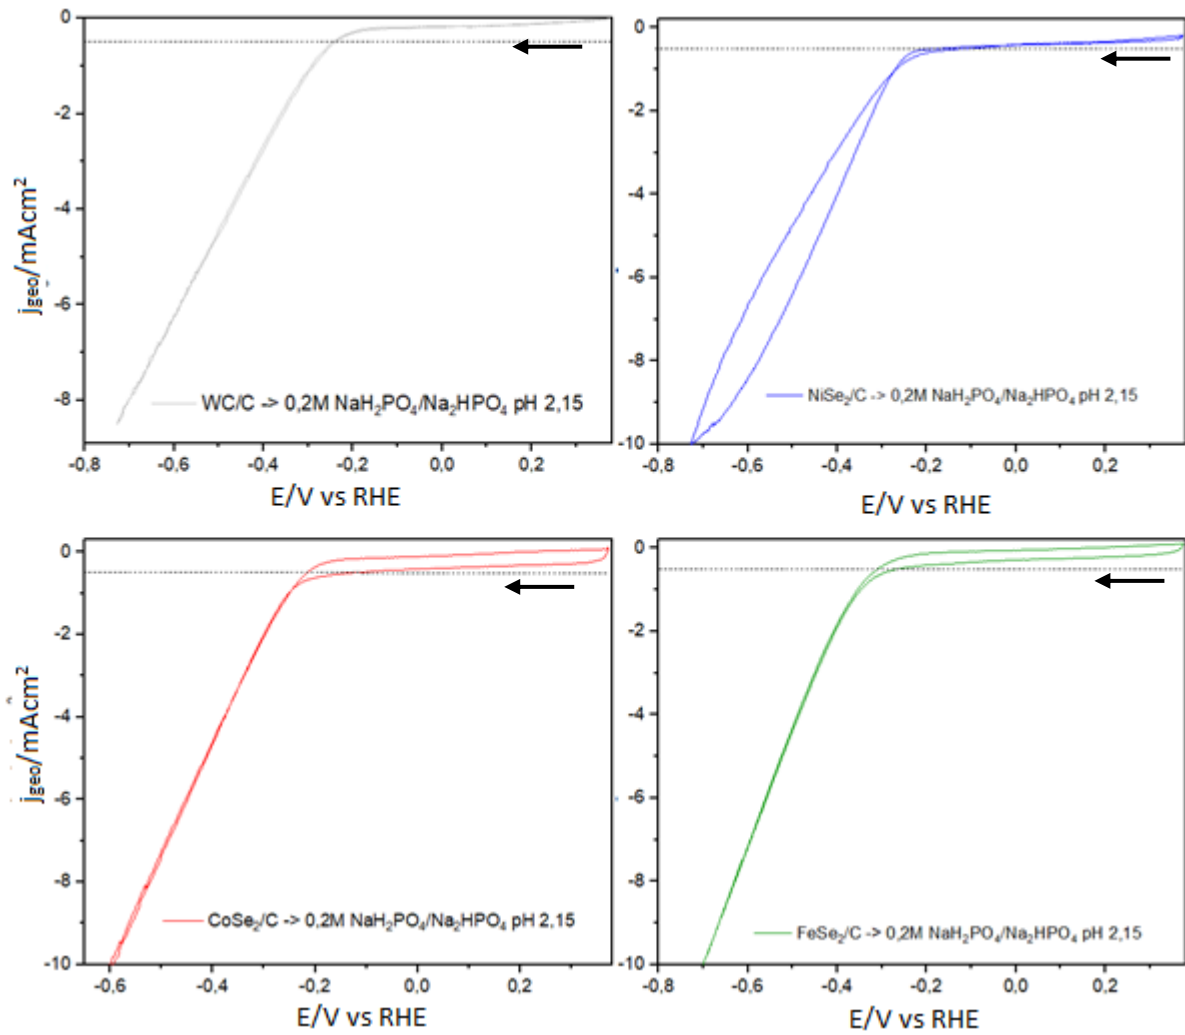 0
-2
-4
-6
-8
-0,8 -0,6 -0,4 -0,2 0,0 0,2
jgeo/mAcm²
E/V vs RHE
WC/C -> 0,2M NaH₂PO₄/Na₂HPO₄ pH 2,15
0
-2
-4
-6
-8
-10
-0,8 -0,6 -0,4 -0,2 0,0 0,2
E/V vs RHE
NiSe₂/C -> 0,2M NaH₂PO₄/Na₂HPO₄ pH 2,15
0
-2
-4
-6
-8
-10
-0,6 -0,4 -0,2 0,0 0,2
jgeo/mAcm²
E/V vs RHE
CoSe₂/C -> 0,2M NaH₂PO₄/Na₂HPO₄ pH 2,15
0
-2
-4
-6
-8
-10
-0,8 -0,6 -0,4 -0,2 0,0 0,2
E/V vs RHE
FeSe₂/C -> 0,2M NaH₂PO₄/Na₂HPO₄ pH 2,15